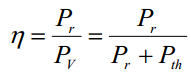 η = P_r / P_V = P_r / (P_r + P_th)